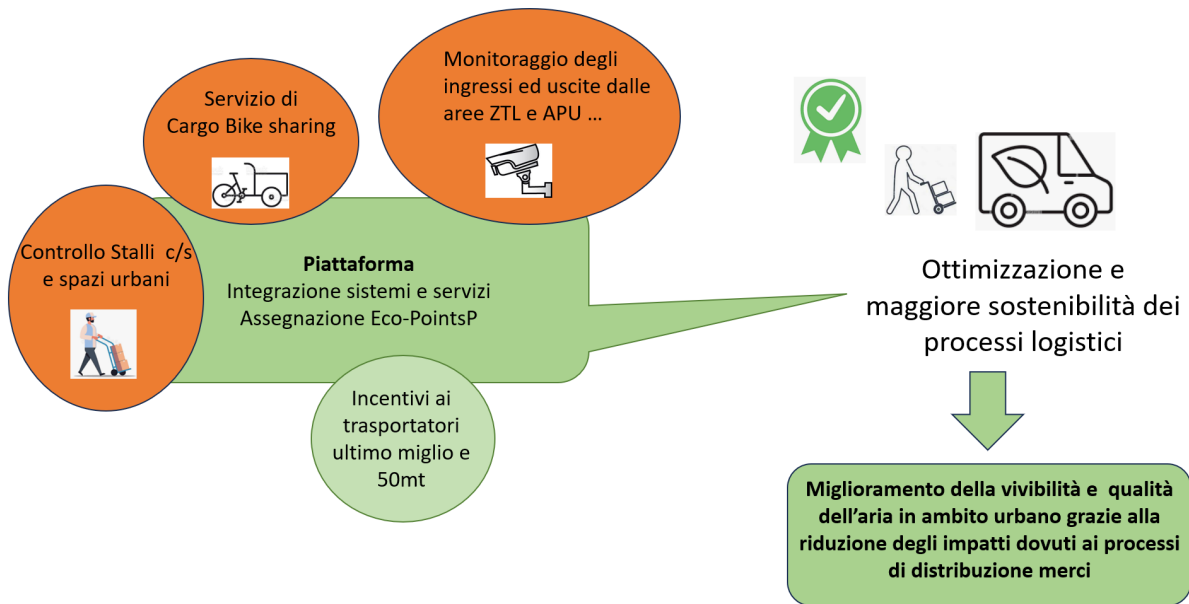 Monitoraggio degli
ingressi ed uscite dalle
aree ZTL e APU ...
Servizio di
Cargo Bike sharing
Controllo Stalli c/s
e spazi urbani
Piattaforma
Integrazione sistemi e servizi
Assegnazione Eco-PointsP
Incentivi ai
trasportatori
ultimo miglio e
50mt
Ottimizzazione e
maggiore sostenibilità dei
processi logistici
Miglioramento della vivibilità e qualità
dell'aria in ambito urbano grazie alla
riduzione degli impatti dovuti ai processi
di distribuzione merci